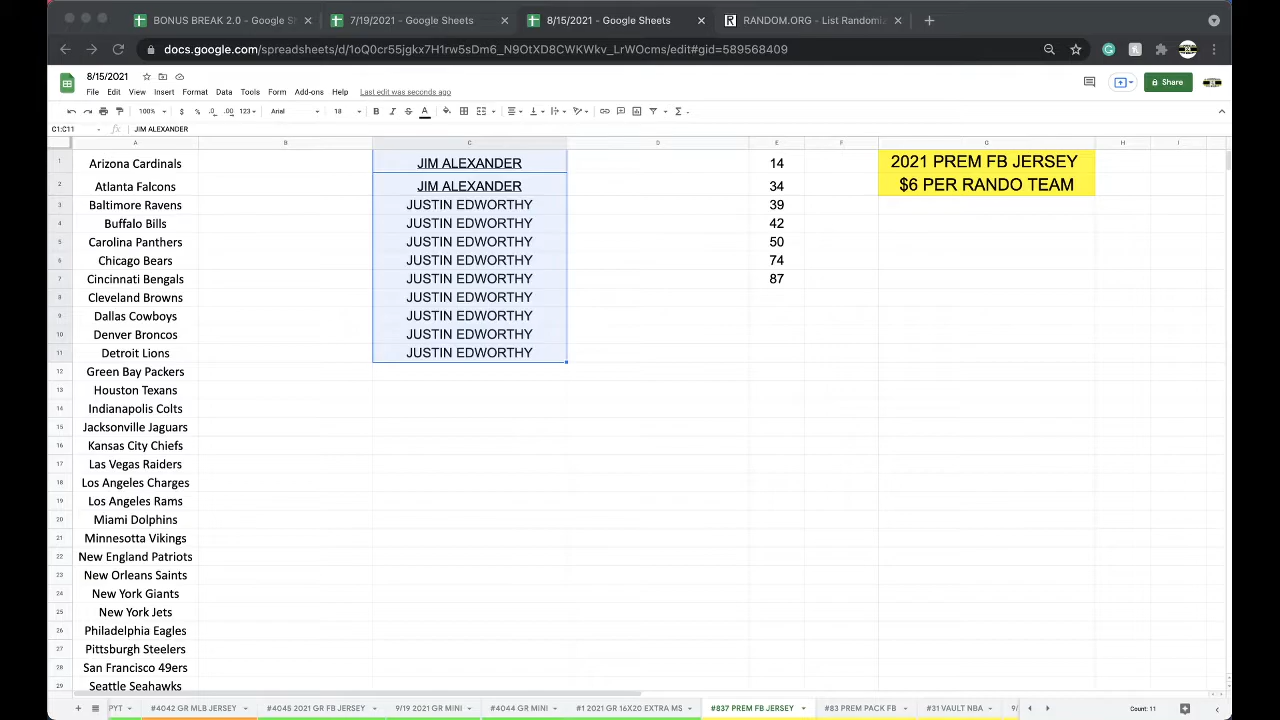 BONUS BREAK 2.0 - Google S
7/19/2021 - Google Sheets
8/15/2021 - Google Sheets
RANDOM.ORG - List Randomiz
docs.google.com/spreadsheets/d/1oQ0cr55jgkx7H1rw5sDm6_N9OtXD8CWKWkv_LrWOcms/edit#gid=589568409
8/15/2021
File Edit View Insert Format Data Tools Form Add-ons Help Last edit was seconds ago
Share
100% $ % .0 .00 123 Arial 18 B I S A
C1:C11 fx JIM ALEXANDER
A B C D E F G H I
1 Arizona Cardinals JIM ALEXANDER 14 2021 PREM FB JERSEY
2 Atlanta Falcons JIM ALEXANDER 34 $6 PER RANDO TEAM
3 Baltimore Ravens JUSTIN EDWORTHY 39
4 Buffalo Bills JUSTIN EDWORTHY 42
5 Carolina Panthers JUSTIN EDWORTHY 50
6 Chicago Bears JUSTIN EDWORTHY 74
7 Cincinnati Bengals JUSTIN EDWORTHY 87
8 Cleveland Browns JUSTIN EDWORTHY
9 Dallas Cowboys JUSTIN EDWORTHY
10 Denver Broncos JUSTIN EDWORTHY
11 Detroit Lions JUSTIN EDWORTHY
12 Green Bay Packers
13 Houston Texans
14 Indianapolis Colts
15 Jacksonville Jaguars
16 Kansas City Chiefs
17 Las Vegas Raiders
18 Los Angeles Charges
19 Los Angeles Rams
20 Miami Dolphins
21 Minnesota Vikings
22 New England Patriots
23 New Orleans Saints
24 New York Giants
25 New York Jets
26 Philadelphia Eagles
27 Pittsburgh Steelers
28 San Francisco 49ers
29 Seattle Seahawks
PYT #4042 GR MLB JERSEY #4045 2021 GR FB JERSEY 9/19 2021 GR MINI #4044 GR MINI #1 2021 GR 16X20 EXTRA MS #837 PREM FB JERSEY #83 PREM PACK FB #31 VAULT NBA 9/ Count: 11